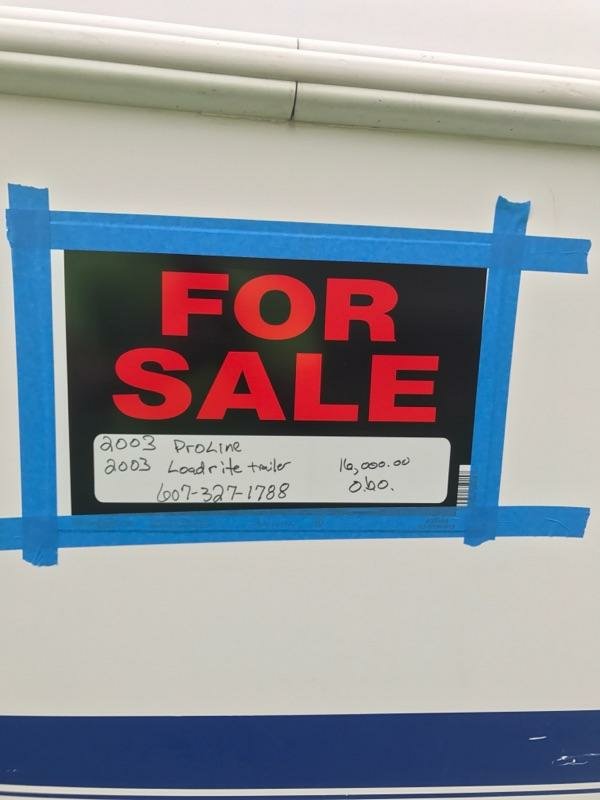 FOR
SALE
2003 ProLine
2003 Loadrite trailer 16,000.00
607-327-1788 o.b.o.